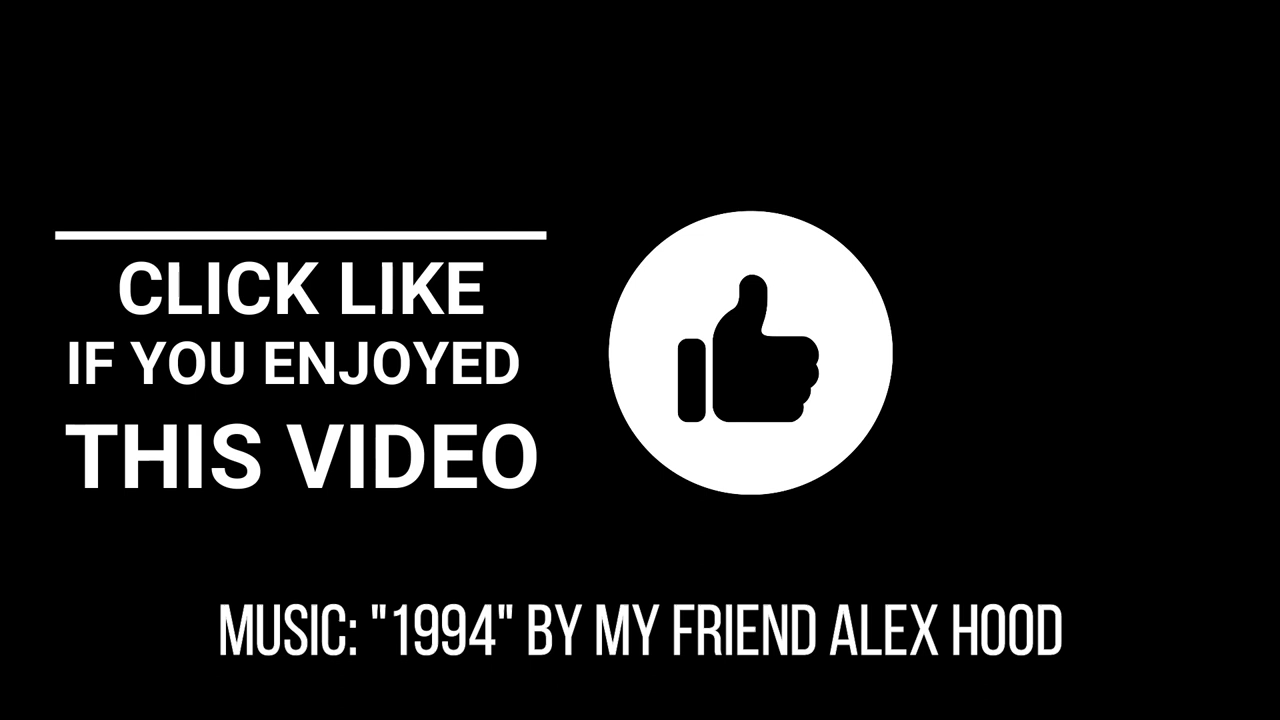 CLICK LIKE
IF YOU ENJOYED
THIS VIDEO
MUSIC: "1994" BY MY FRIEND ALEX HOOD